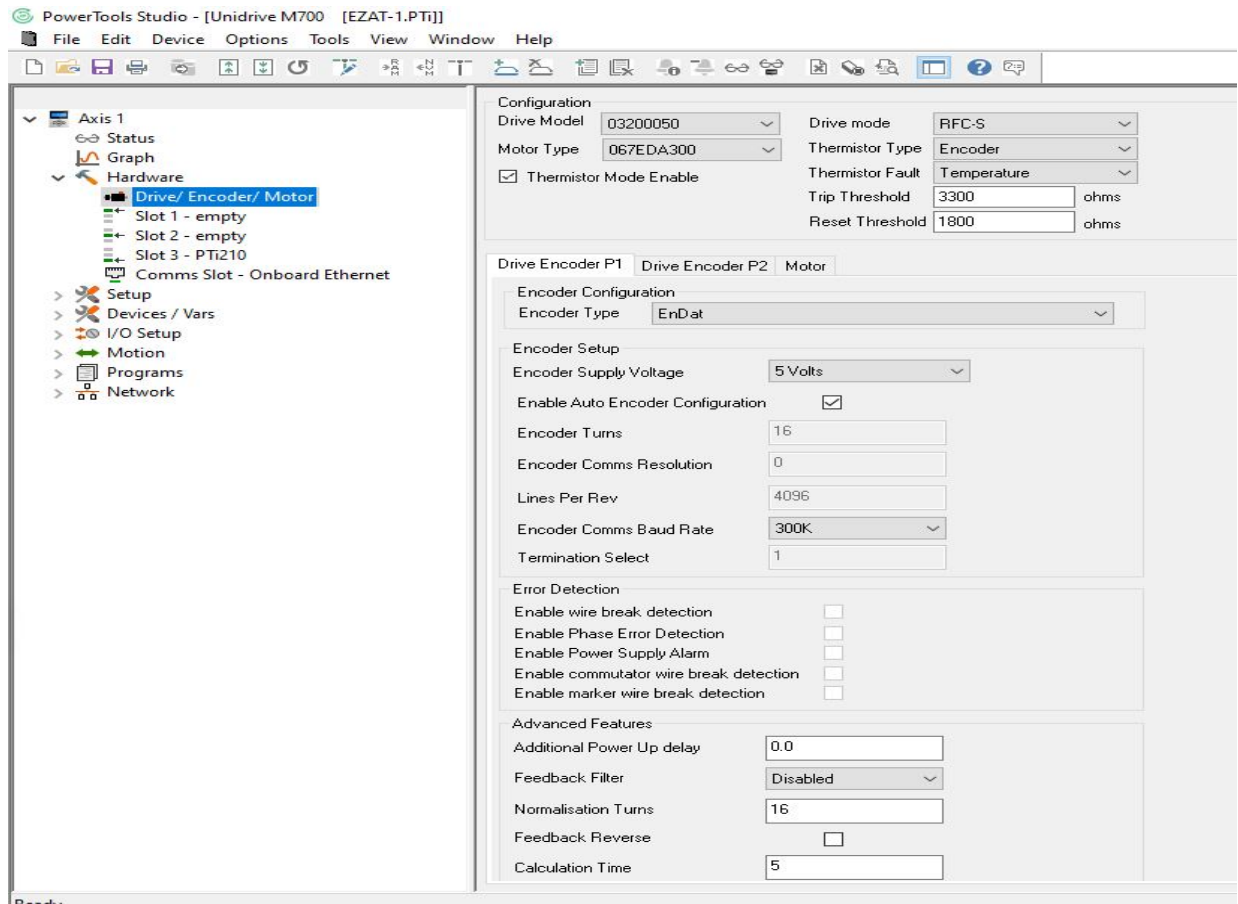 PowerTools Studio - [Unidrive M700   [EZAT-1.PTi]]
File Edit Device Options Tools View Window Help
Axis 1
Status
Graph
Hardware
Drive/ Encoder/ Motor
Slot 1 - empty
Slot 2 - empty
Slot 3 - PTi210
Comms Slot - Onboard Ethernet
Setup
Devices / Vars
I/O Setup
Motion
Programs
Network
Configuration
Drive Model 03200050 Drive mode RFC-S
Motor Type 067EDA300 Thermistor Type Encoder
Thermistor Mode Enable Thermistor Fault Temperature
Trip Threshold 3300 ohms
Reset Threshold 1800 ohms
Drive Encoder P1 Drive Encoder P2 Motor
Encoder Configuration
Encoder Type EnDat
Encoder Setup
Encoder Supply Voltage 5 Volts
Enable Auto Encoder Configuration
Encoder Turns 16
Encoder Comms Resolution 0
Lines Per Rev 4096
Encoder Comms Baud Rate 300K
Termination Select 1
Error Detection
Enable wire break detection
Enable Phase Error Detection
Enable Power Supply Alarm
Enable commutator wire break detection
Enable marker wire break detection
Advanced Features
Additional Power Up delay 0.0
Feedback Filter Disabled
Normalisation Turns 16
Feedback Reverse
Calculation Time 5